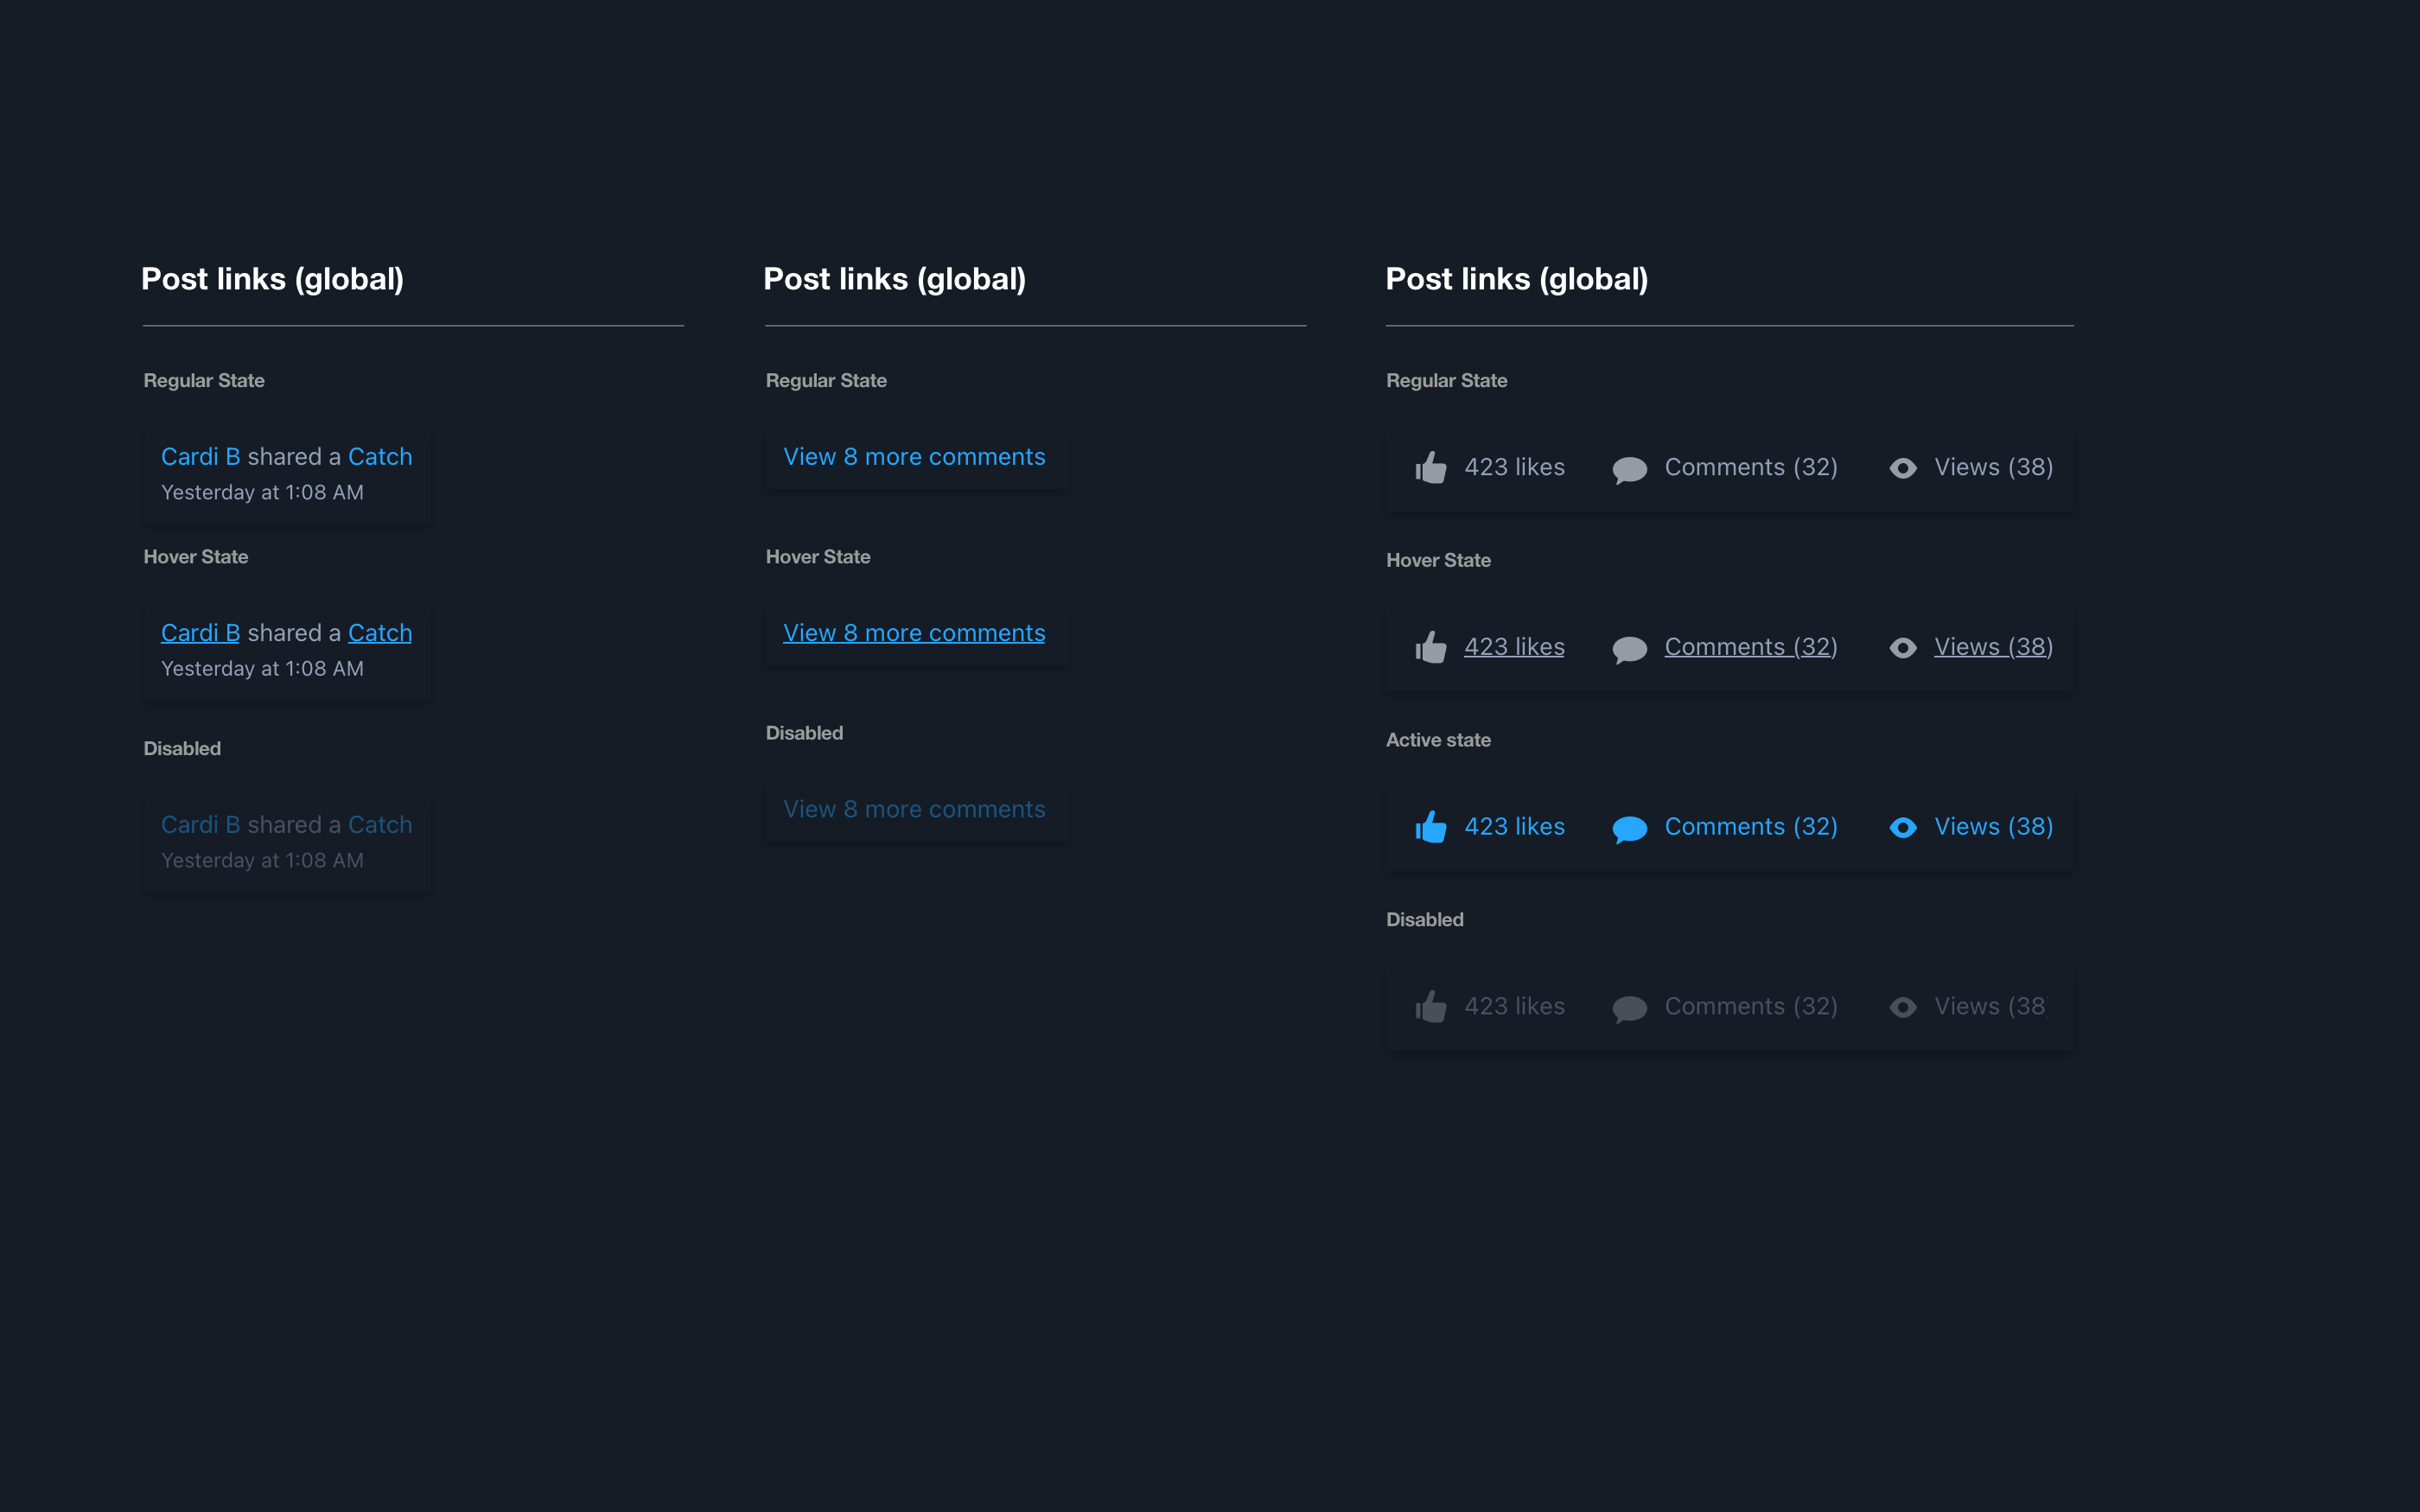 Post links (global)
Regular State
Cardi B shared a Catch
Yesterday at 1:08 AM
Hover State
Cardi B shared a Catch
Yesterday at 1:08 AM
Disabled
Cardi B shared a Catch
Yesterday at 1:08 AM
Post links (global)
Regular State
View 8 more comments
Hover State
View 8 more comments
Disabled
View 8 more comments
Post links (global)
Regular State
423 likes Comments (32) Views (38)
Hover State
423 likes Comments (32) Views (38)
Active state
423 likes Comments (32) Views (38)
Disabled
423 likes Comments (32) Views (38)